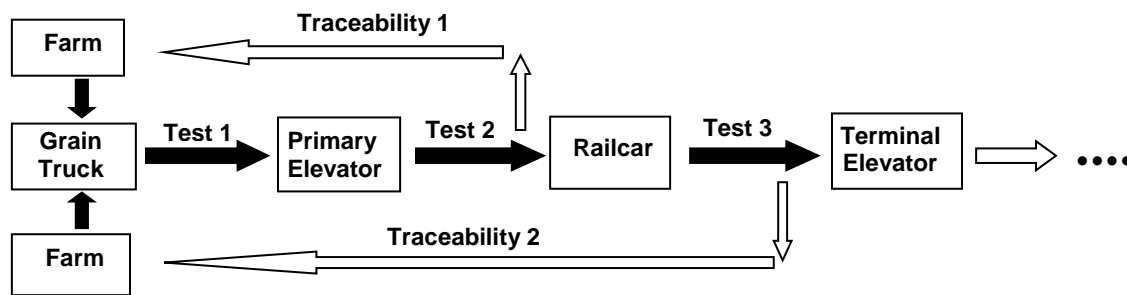 Traceability 1
Farm
Grain
Truck
Test 1
Primary
Elevator
Test 2
Railcar
Test 3
Terminal
Elevator
••••
Traceability 2
Farm